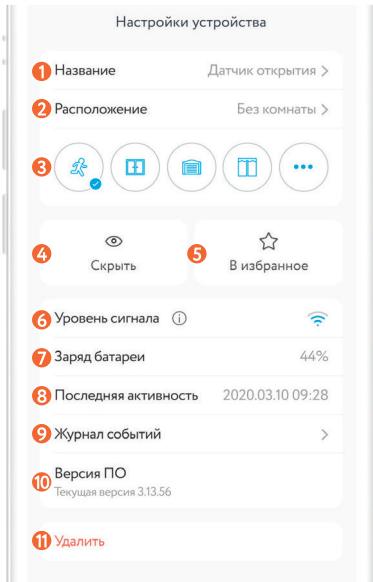 Настройки устройства
1 Название Датчик открытия >
2 Расположение Без комнаты >
3
4 Скрыть
5 В избранное
6 Уровень сигнала i
7 Заряд батареи 44%
8 Последняя активность 2020.03.10 09:28
9 Журнал событий >
10 Версия ПО
Текущая версия 3.13.56
11 Удалить